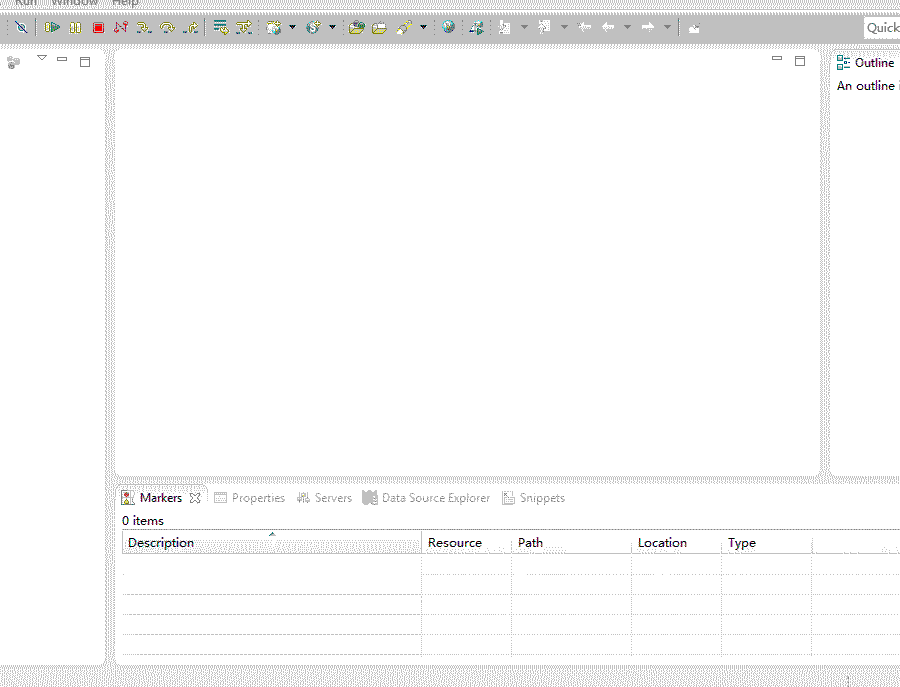 Run Window Help
Quick
Outline
An outline i
Markers Properties Servers Data Source Explorer Snippets
0 items
Description Resource Path Location Type